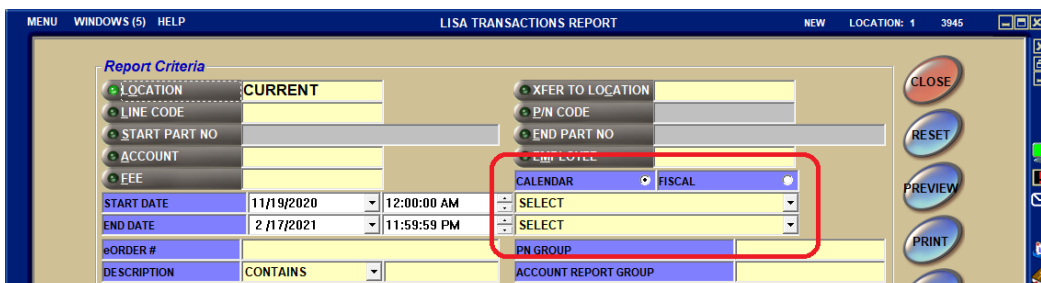 MENU WINDOWS (5) HELP LISA TRANSACTIONS REPORT NEW LOCATION: 1 3945
Report Criteria
LOCATION CURRENT XFER TO LOCATION
LINE CODE P/N CODE
START PART NO END PART NO
ACCOUNT EMPLOYEE
FEE CALENDAR FISCAL
START DATE 11/19/2020 12:00:00 AM SELECT
END DATE 2 /17/2021 11:59:59 PM SELECT
eORDER # PN GROUP
DESCRIPTION CONTAINS ACCOUNT REPORT GROUP
CLOSE
RESET
PREVIEW
PRINT